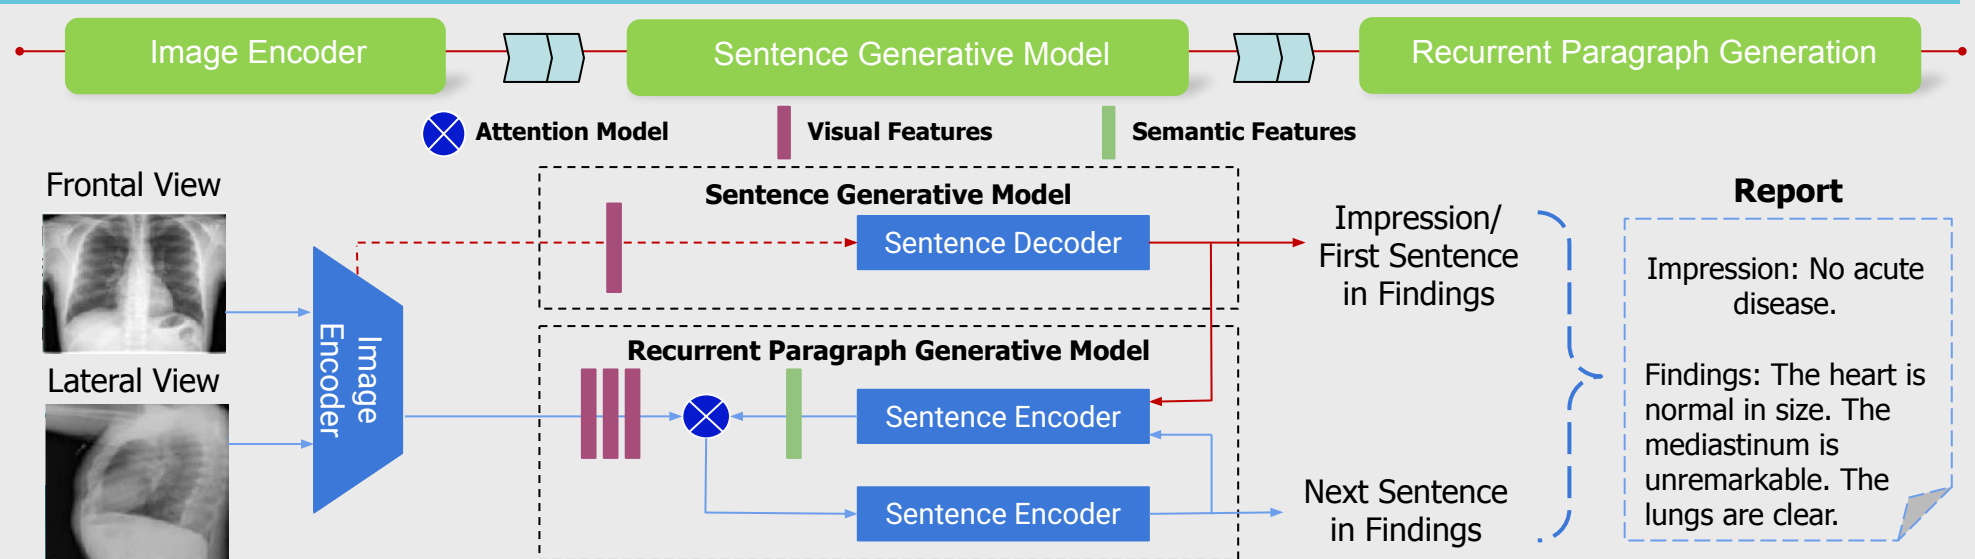 Image Encoder
Sentence Generative Model
Recurrent Paragraph Generation
Attention Model
Visual Features
Semantic Features
Frontal View
Lateral View
Image
Encoder
Sentence Generative Model
Sentence Decoder
Recurrent Paragraph Generative Model
Sentence Encoder
Sentence Encoder
Impression/
First Sentence
in Findings
Next Sentence
in Findings
Report
Impression: No acute
disease.
Findings: The heart is
normal in size. The
mediastinum is
unremarkable. The
lungs are clear.